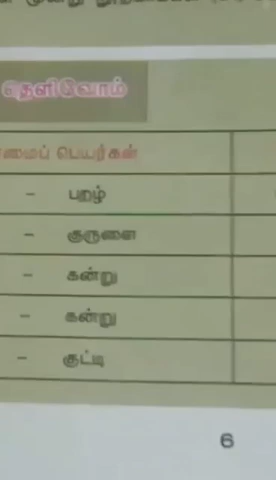 தெளிவோம்
மைப் பெயர்கள்
- பறழ்
- குருளை
- கன்று
- கன்று
- குட்டி
6